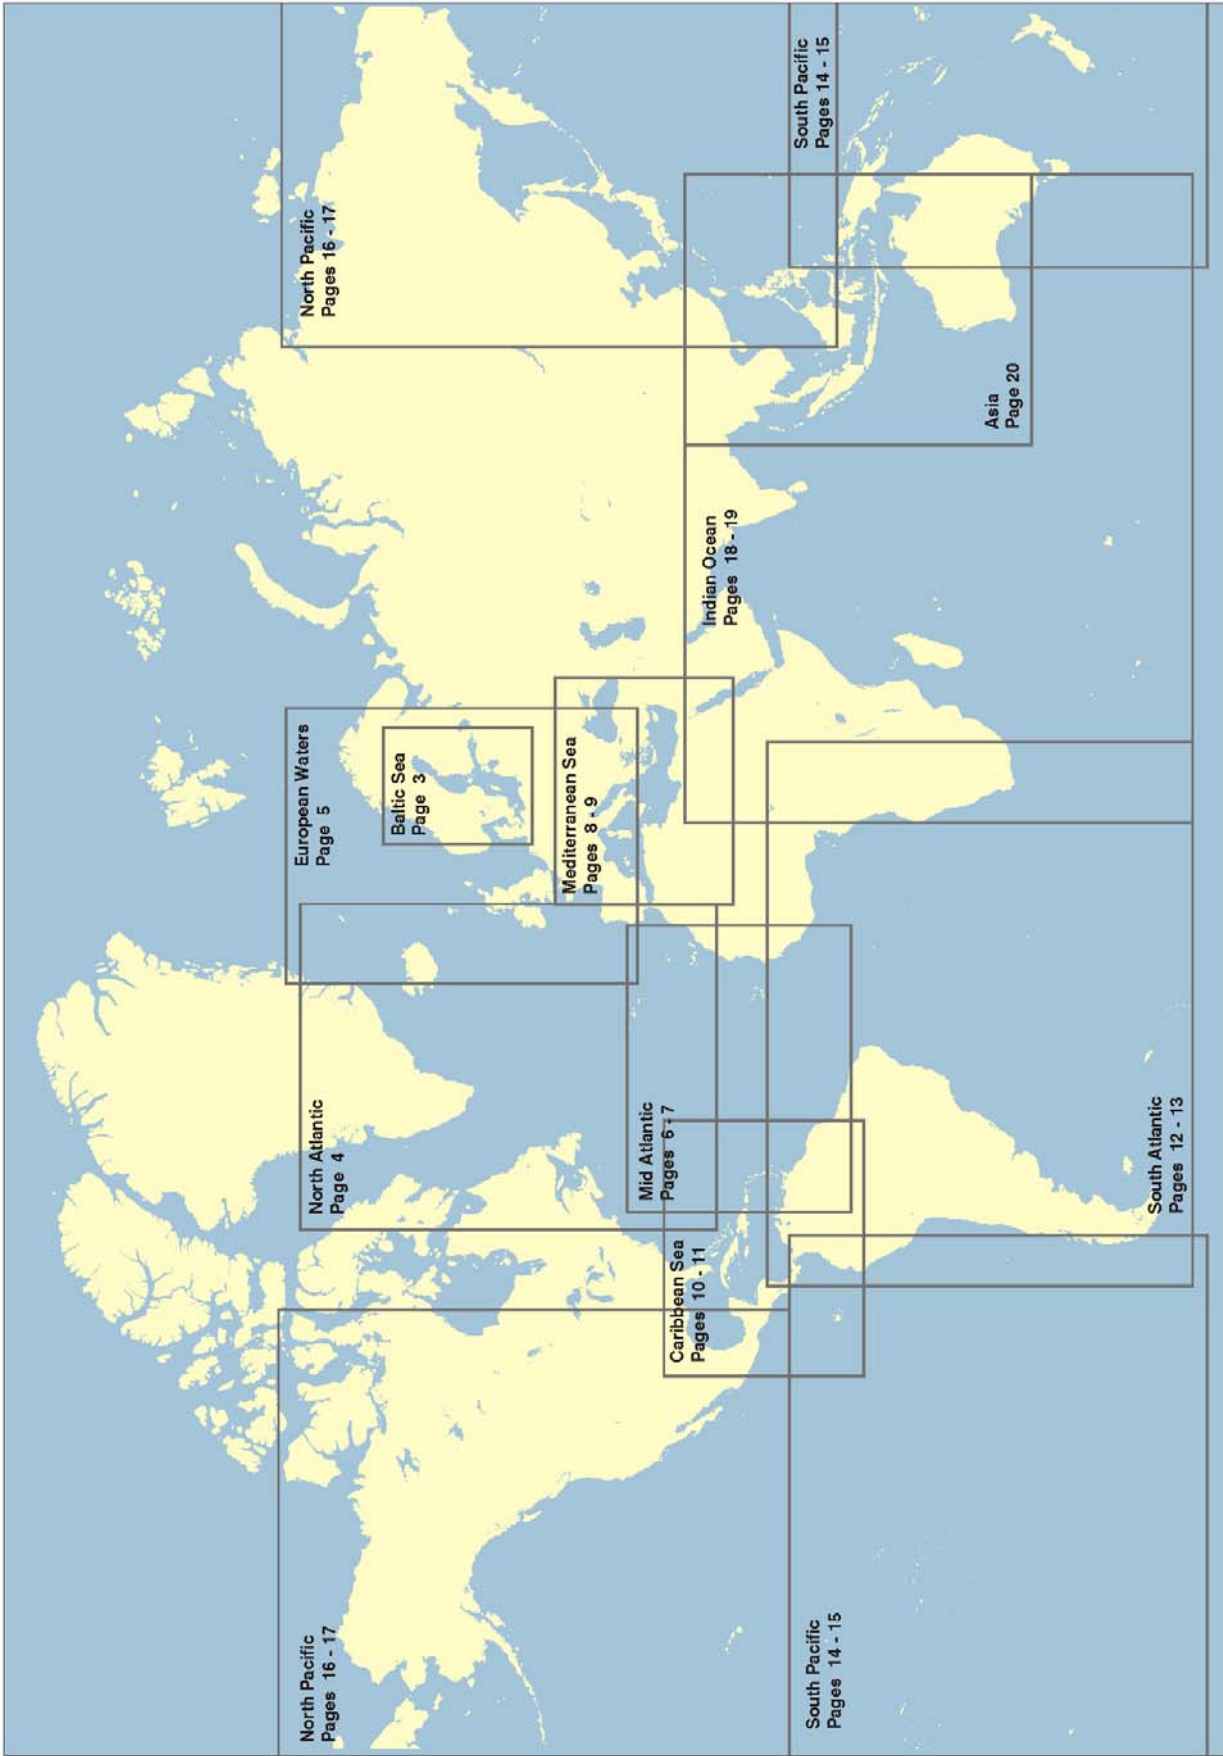 North Pacific
Pages 16 - 17
European Waters
Page 5
North Atlantic
Page 4
North Pacific
Pages 16 - 17
Baltic Sea
Page 3
Mediterranean Sea
Pages 8 - 9
Mid Atlantic
Pages 6 - 7
Caribbean Sea
Pages 10 - 11
Indian Ocean
Pages 18 - 19
South Pacific
Pages 14 - 15
South Pacific
Pages 14 - 15
Asia
Page 20
South Atlantic
Pages 12 - 13